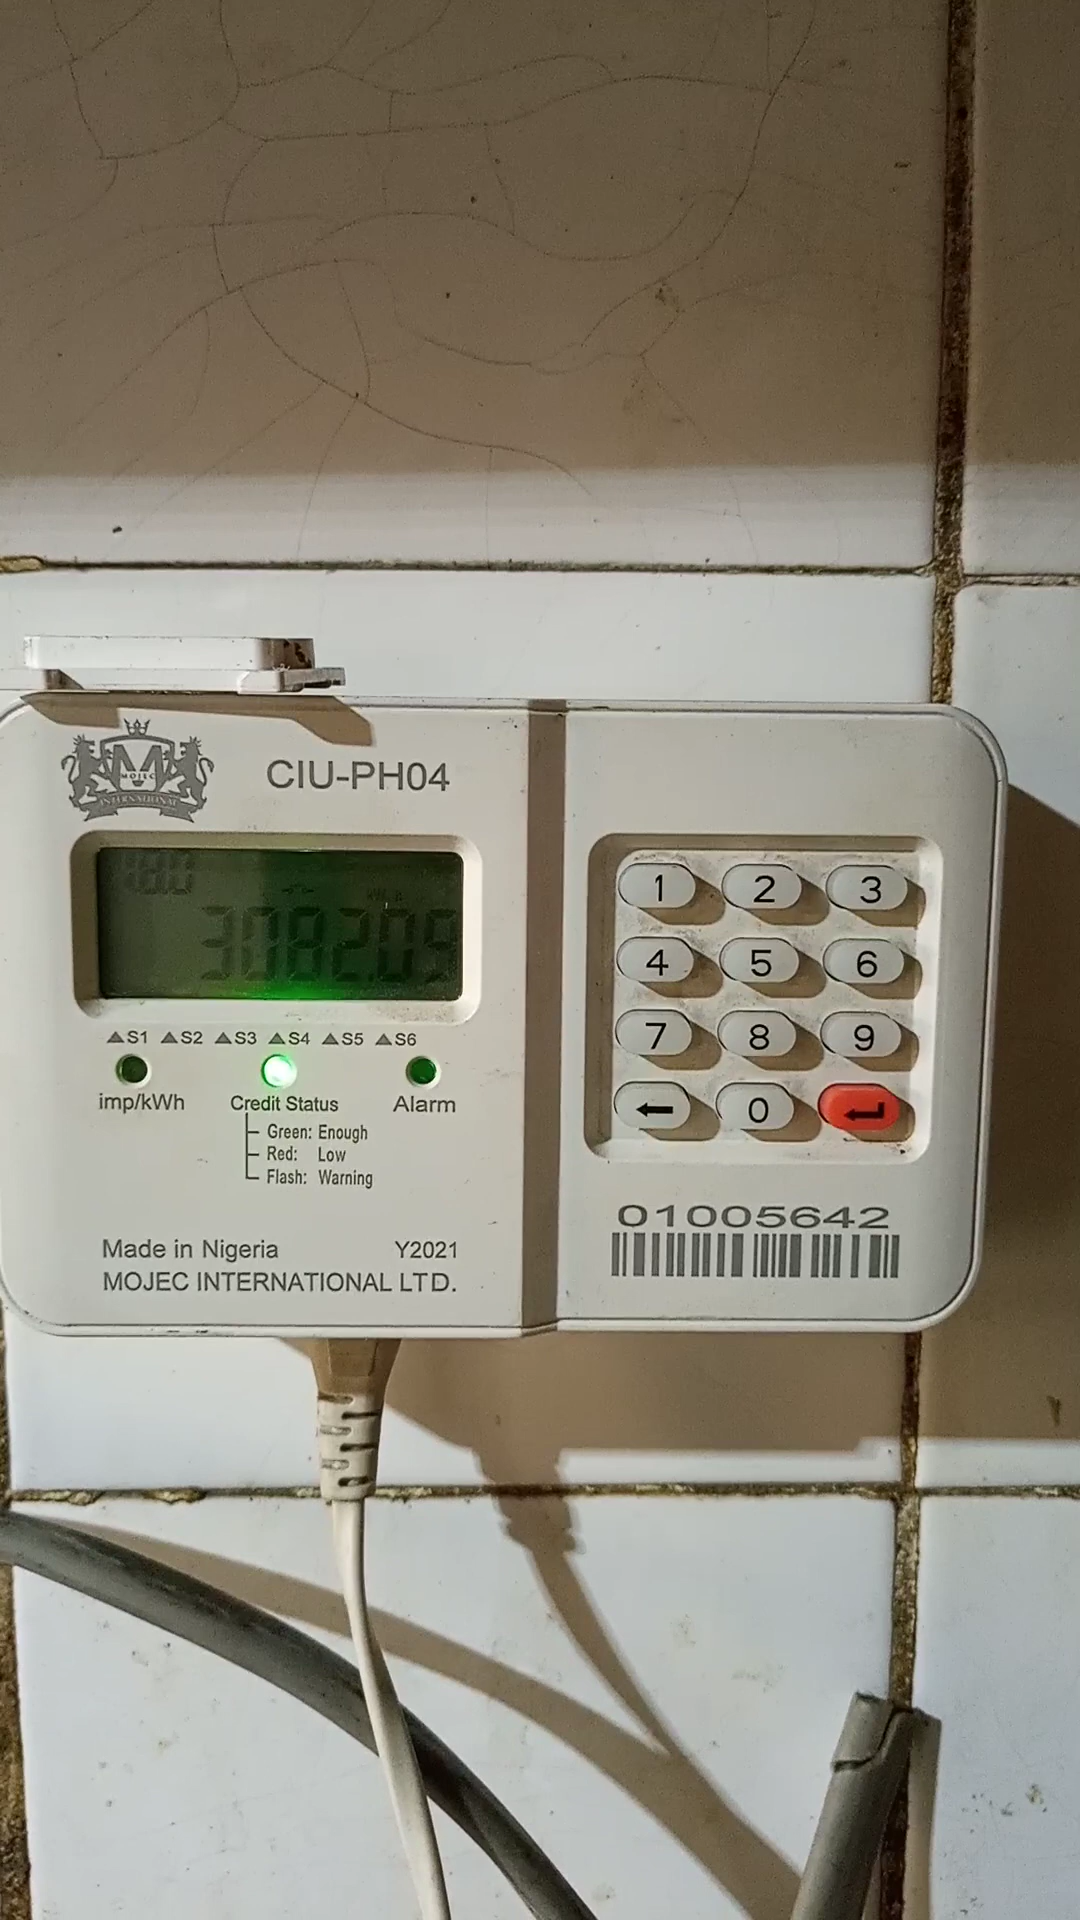 MOJEC
INTERNATIONAL
CIU-PH04
3082.09
S1 S2 S3 S4 S5 S6
imp/kWh Credit Status Alarm
Green: Enough
Red: Low
Flash: Warning
Made in Nigeria Y2021
MOJEC INTERNATIONAL LTD.
1 2 3
4 5 6
7 8 9
0
01005642